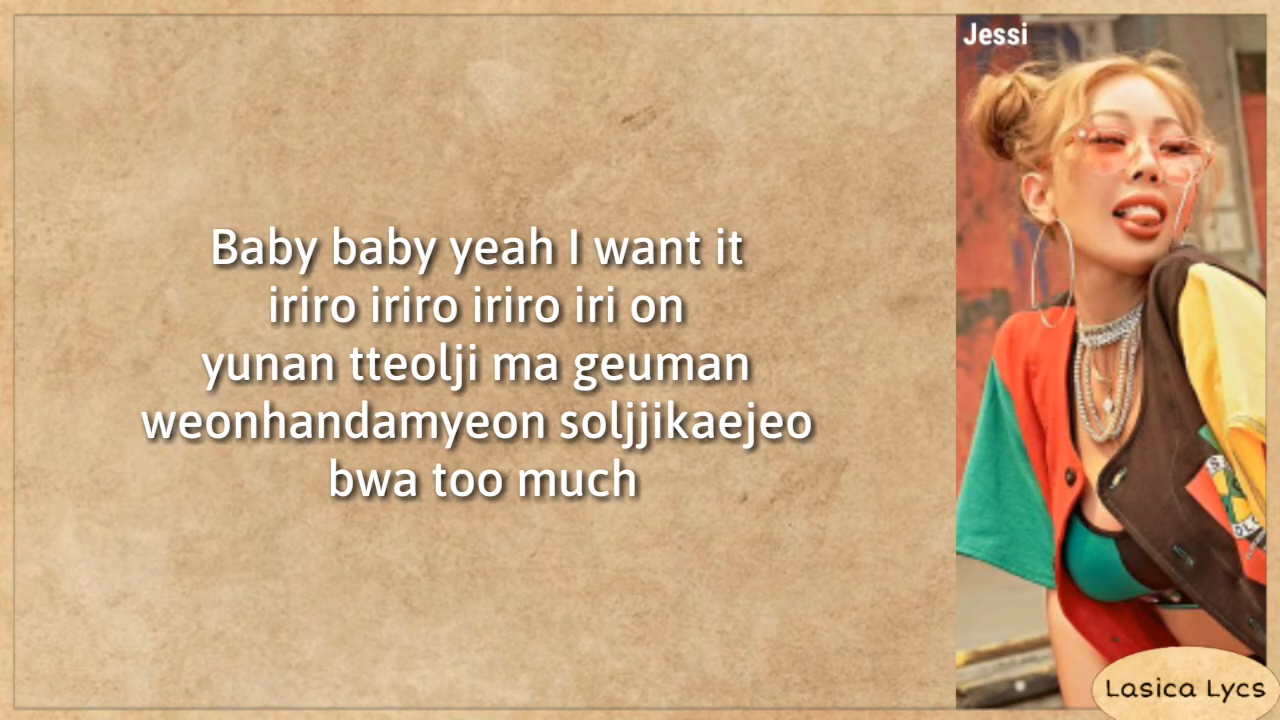 Jessi
Baby baby yeah I want it
iriro iriro iriro iri on
yunan tteolji ma geuman
weonhandamyeon soljjikaejeo
bwa too much
Lasica Lycs